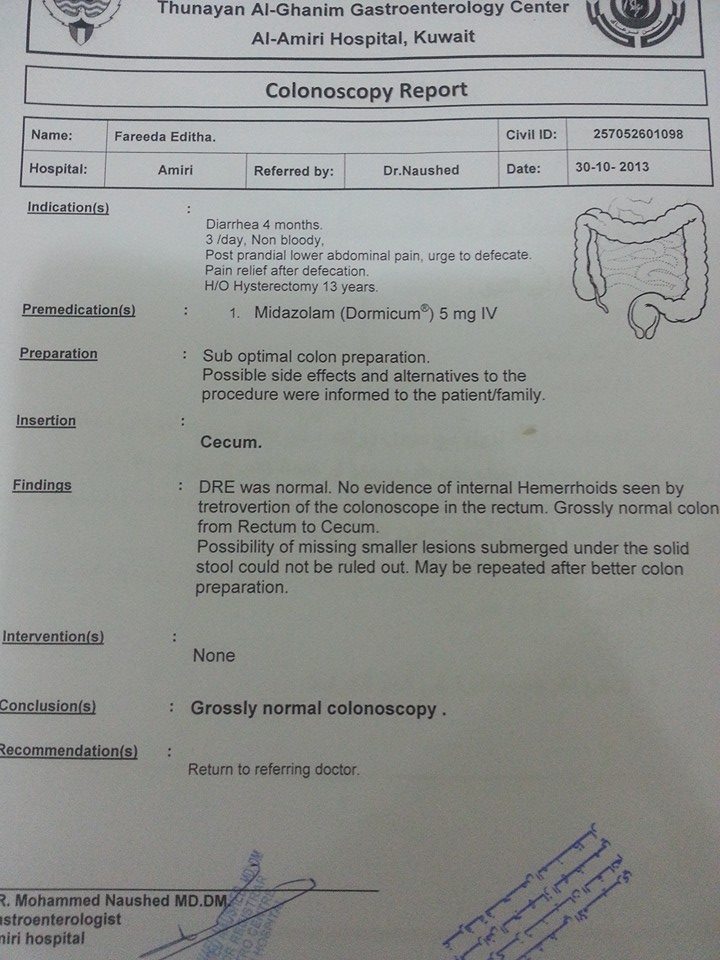 Thunayan Al-Ghanim Gastroenterology Center
Al-Amiri Hospital, Kuwait
Colonoscopy Report
Name: Fareeda Editha. Civil ID: 257052601098
Hospital: Amiri Referred by: Dr.Naushed Date: 30-10- 2013
Indication(s) :
Diarrhea 4 months.
3 /day, Non bloody,
Post prandial lower abdominal pain, urge to defecate.
Pain relief after defecation.
H/O Hysterectomy 13 years.
Premedication(s) : 1. Midazolam (Dormicum®) 5 mg IV
Preparation : Sub optimal colon preparation.
Possible side effects and alternatives to the
procedure were informed to the patient/family.
Insertion :
Cecum.
Findings : DRE was normal. No evidence of internal Hemerrhoids seen by
tretrovertion of the colonoscope in the rectum. Grossly normal colon
from Rectum to Cecum.
Possibility of missing smaller lesions submerged under the solid
stool could not be ruled out. May be repeated after better colon
preparation.
Intervention(s) :
None
Conclusion(s) : Grossly normal colonoscopy .
Recommendation(s) :
Return to referring doctor.
R. Mohammed Naushed MD.DM.
astroenterologist
miri hospital